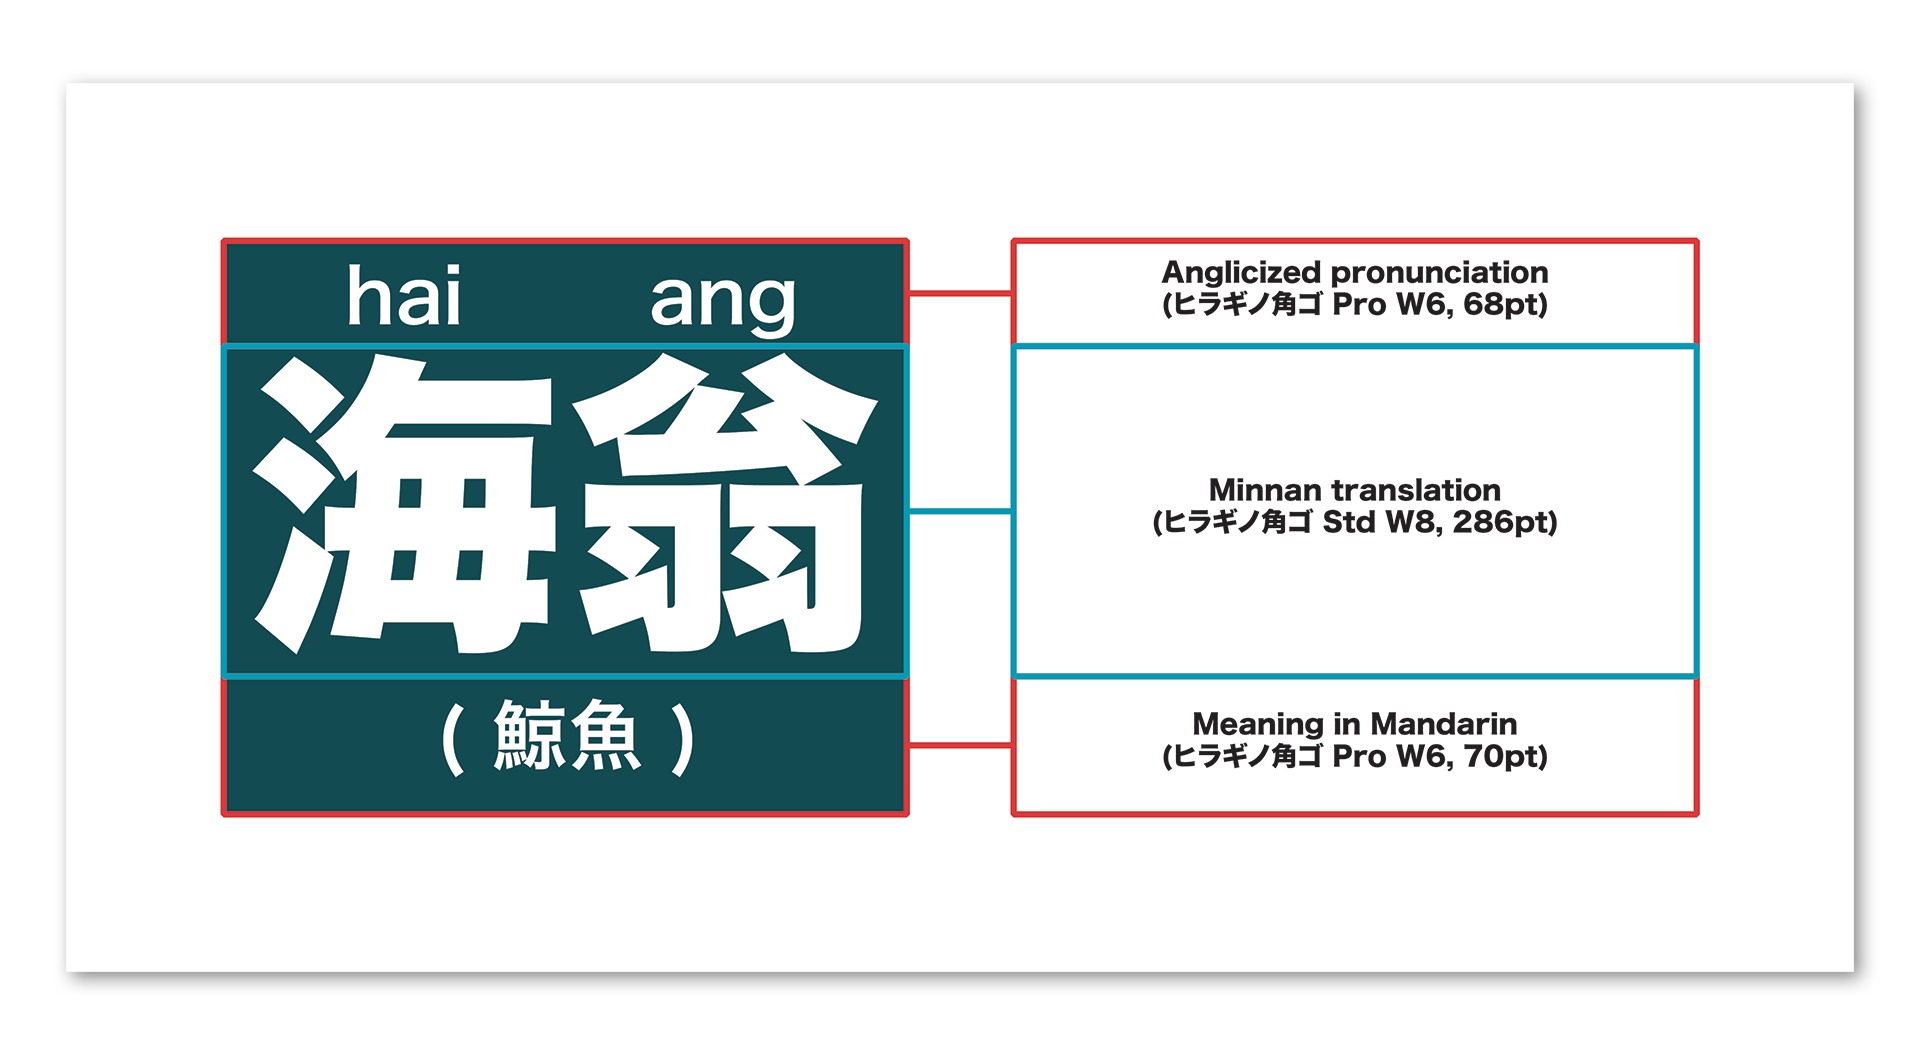 hai ang
海翁
( 鯨魚 )
Anglicized pronunciation
(ヒラギノ角ゴ Pro W6, 68pt)
Minnan translation
(ヒラギノ角ゴ Std W8, 286pt)
Meaning in Mandarin
(ヒラギノ角ゴ Pro W6, 70pt)